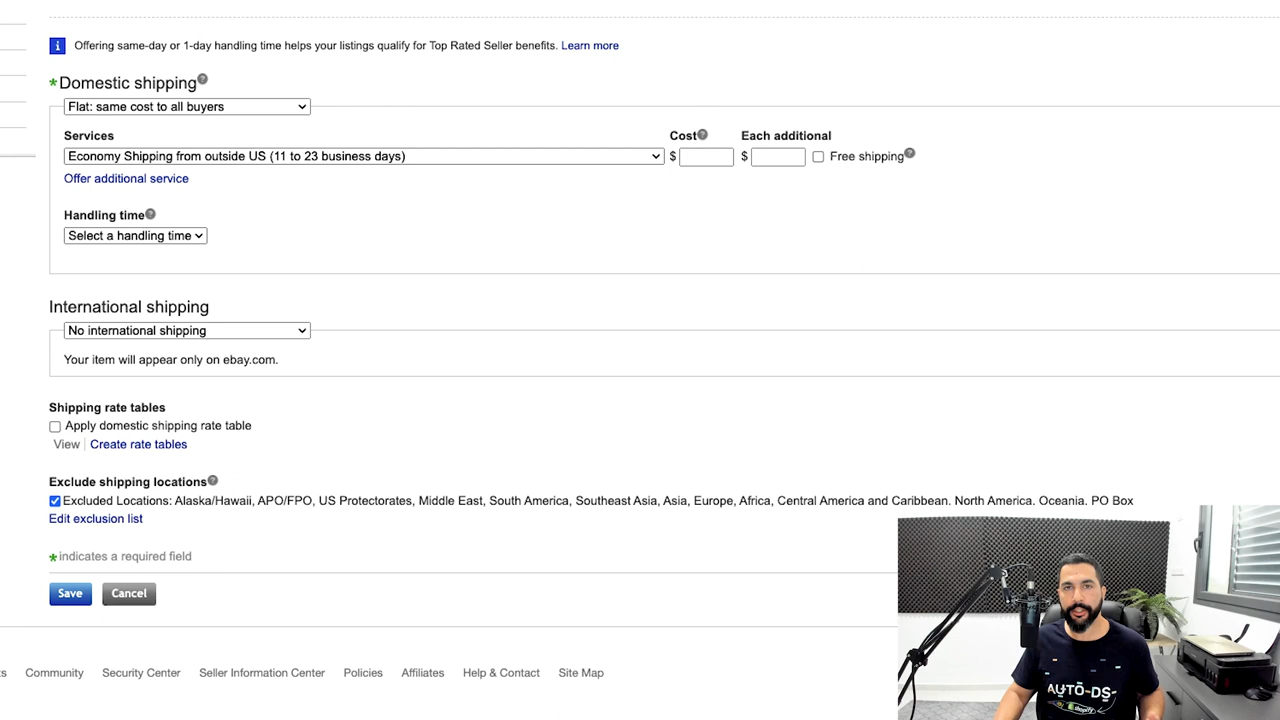 Offering same-day or 1-day handling time helps your listings qualify for Top Rated Seller benefits. Learn more
* Domestic shipping
Flat: same cost to all buyers
Services Cost Each additional
Economy Shipping from outside US (11 to 23 business days) $ $ Free shipping
Offer additional service
Handling time
Select a handling time
International shipping
No international shipping
Your item will appear only on ebay.com.
Shipping rate tables
Apply domestic shipping rate table
View | Create rate tables
Exclude shipping locations
Excluded Locations: Alaska/Hawaii, APO/FPO, US Protectorates, Middle East, South America, Southeast Asia, Asia, Europe, Africa, Central America and Caribbean. North America. Oceania. PO Box
Edit exclusion list
* indicates a required field
Save Cancel
Community Security Center Seller Information Center Policies Affiliates Help & Contact Site Map
AUTO-DS
shopify